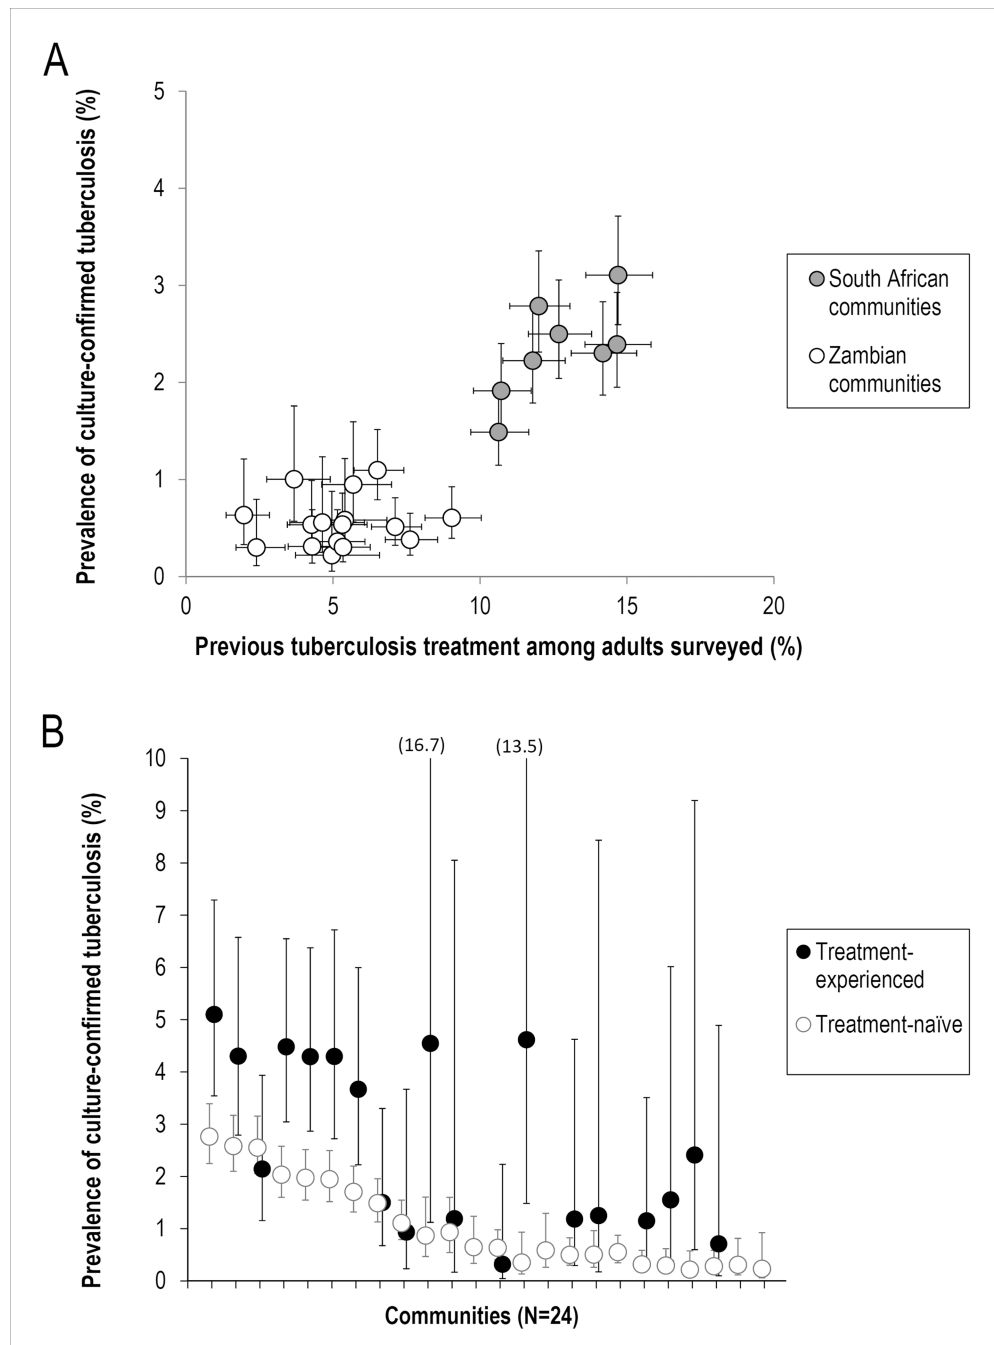 A
Prevalence of culture-confirmed tuberculosis (%)
5
4
3
2
1
0
0 5 10 15 20
Previous tuberculosis treatment among adults surveyed (%)
South African
communities
Zambian
communities
B
Prevalence of culture-confirmed tuberculosis (%)
(16.7) (13.5)
10
9
8
7
6
5
4
3
2
1
0
Communities (N=24)
Treatment-
experienced
Treatment-naïve